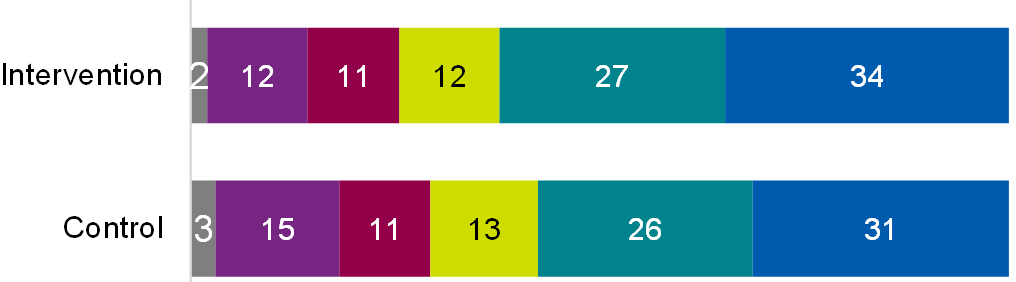 Intervention 2 12 11 12 27 34
Control 3 15 11 13 26 31